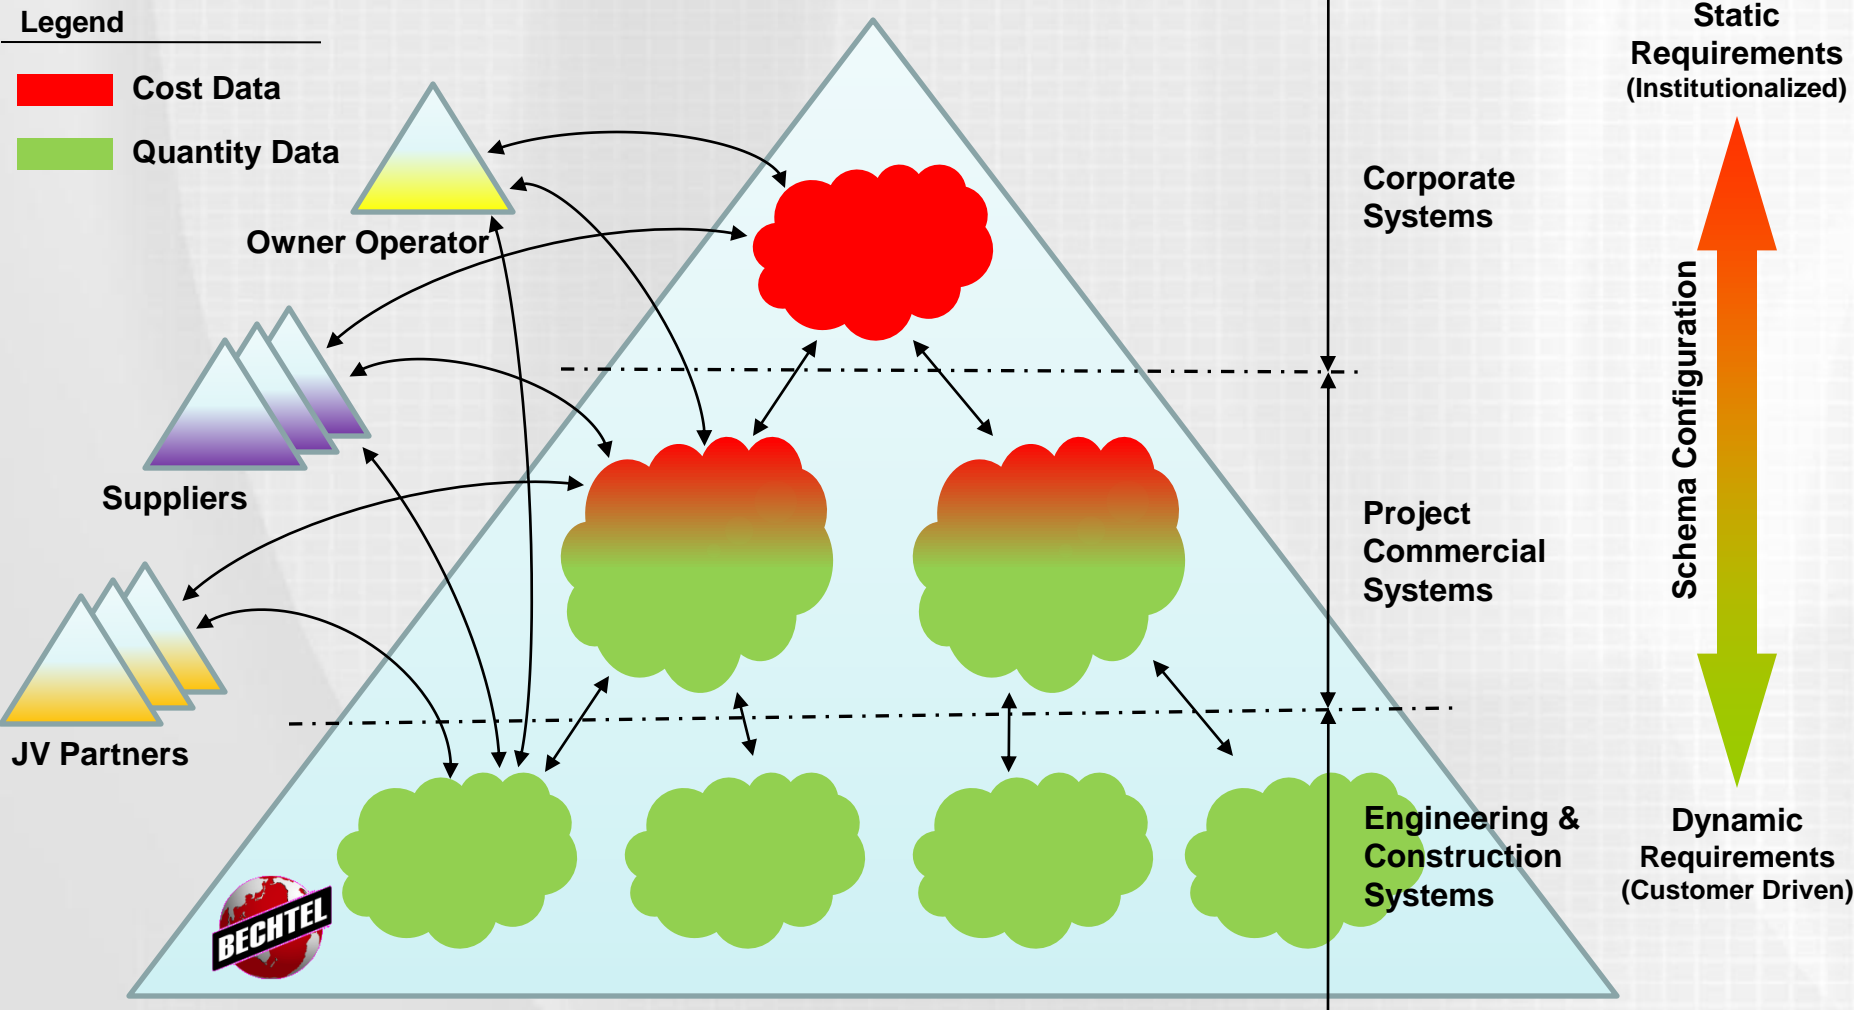 Legend
Cost Data
Quantity Data
Owner Operator
Suppliers
JV Partners
BECHTEL
Corporate
Systems
Project
Commercial
Systems
Engineering &
Construction
Systems
Static
Requirements
(Institutionalized)
Schema Configuration
Dynamic
Requirements
(Customer Driven)